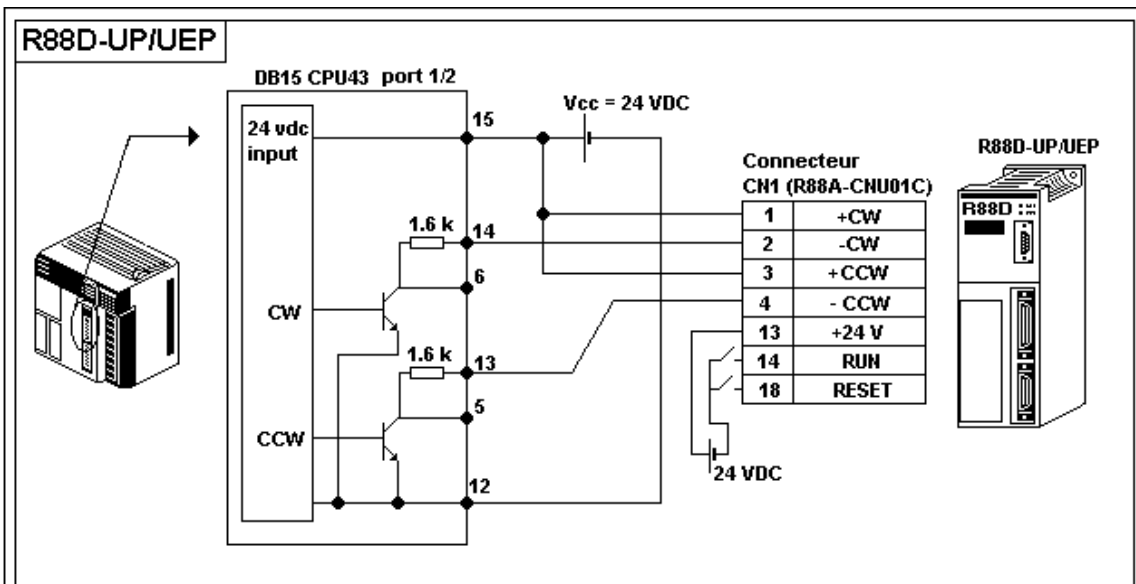 R88D-UP/UEP
DB15 CPU43 port 1/2
24 vdc
input
15
Vcc = 24 VDC
1.6 k
14
6
CW
1.6 k
13
5
CCW
12
Connecteur
CN1 (R88A-CNU01C)
1 +CW
2 -CW
3 +CCW
4 - CCW
13 +24 V
14 RUN
18 RESET
24 VDC
R88D-UP/UEP
R88D